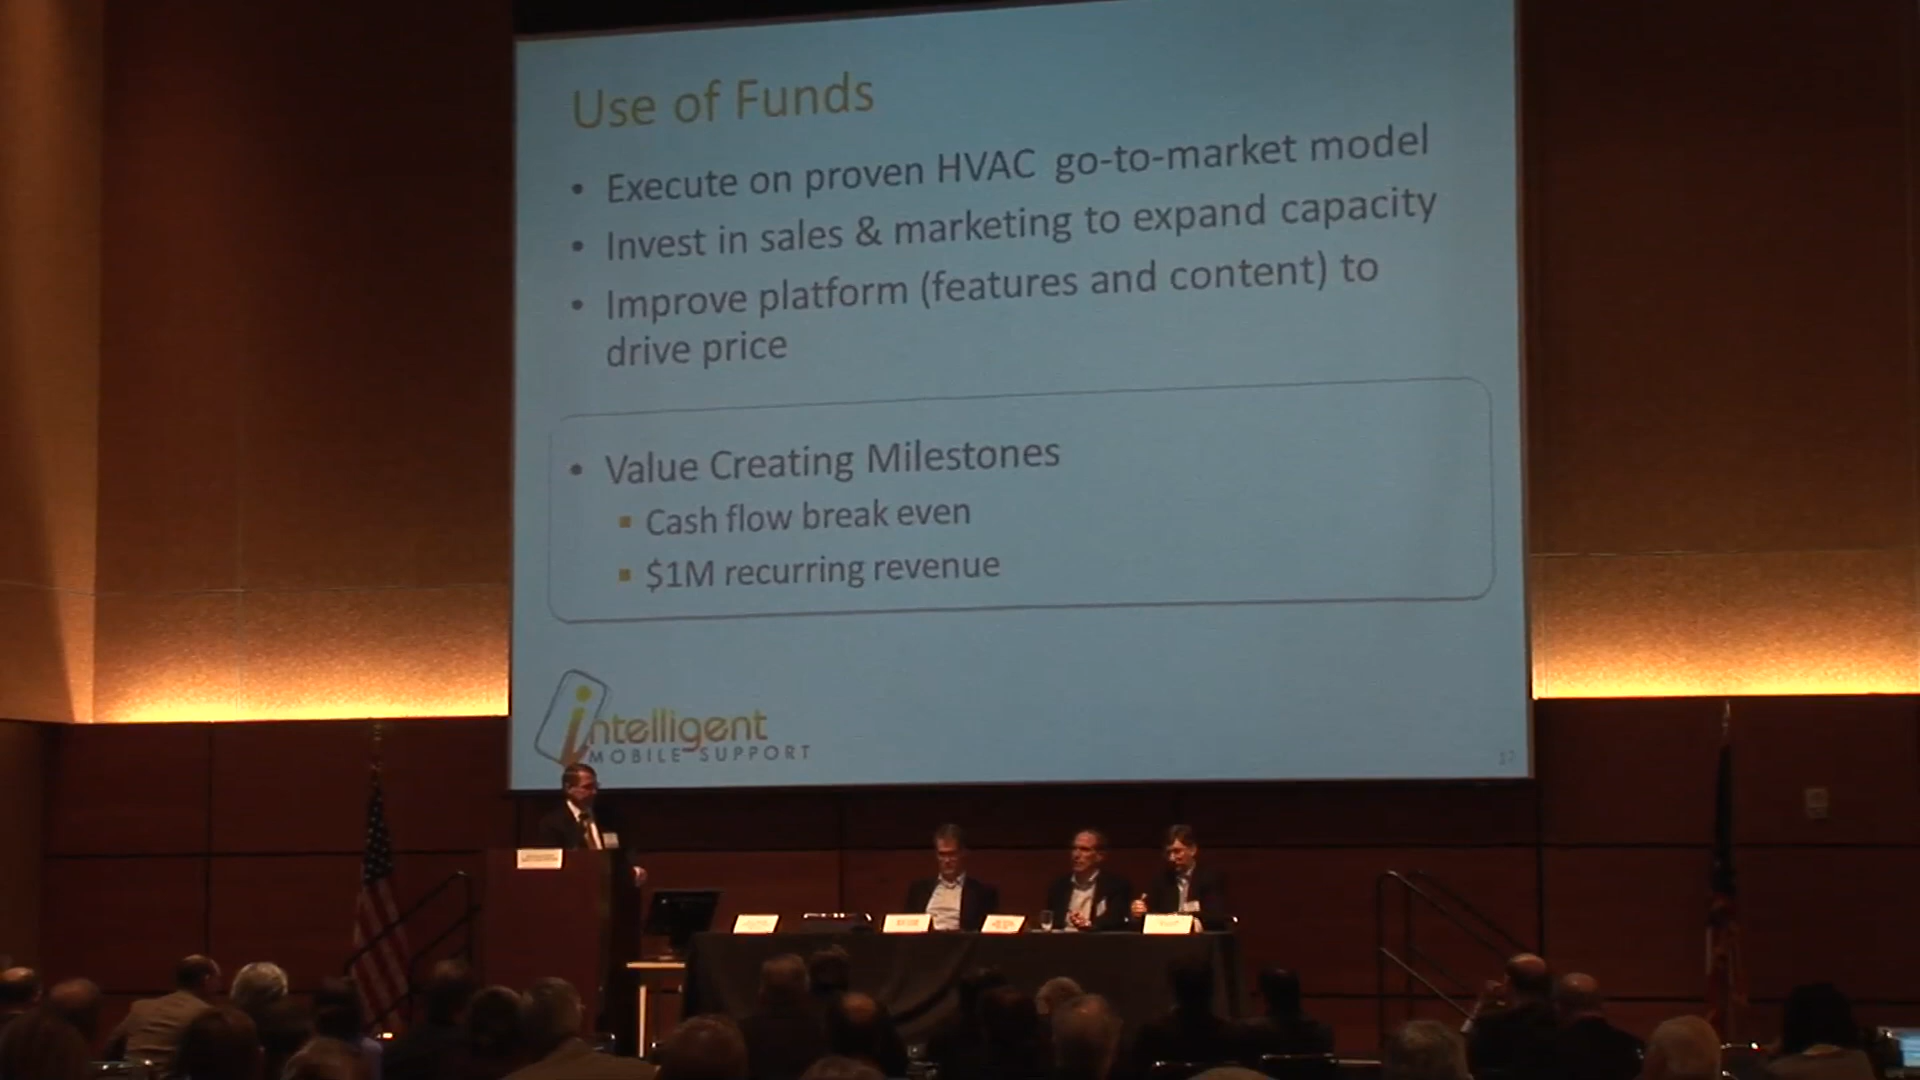 Use of Funds
• Execute on proven HVAC go-to-market model
• Invest in sales & marketing to expand capacity
• Improve platform (features and content) to
drive price
• Value Creating Milestones
▪ Cash flow break even
▪ $1M recurring revenue
intelligent
MOBILE SUPPORT